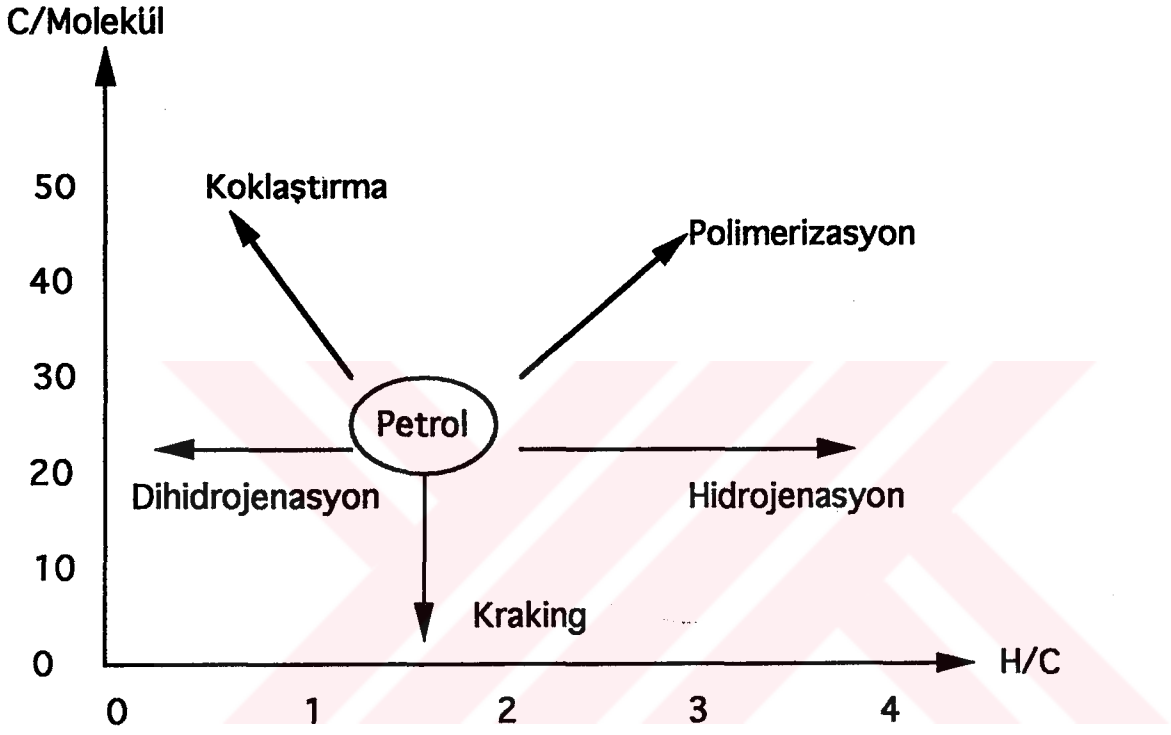 C/Molekül
50
Koklaştırma
Polimerizasyon
40
30
Petrol
20
Dihidrojenasyon
Hidrojenasyon
10
Kraking
0
H/C
0 1 2 3 4